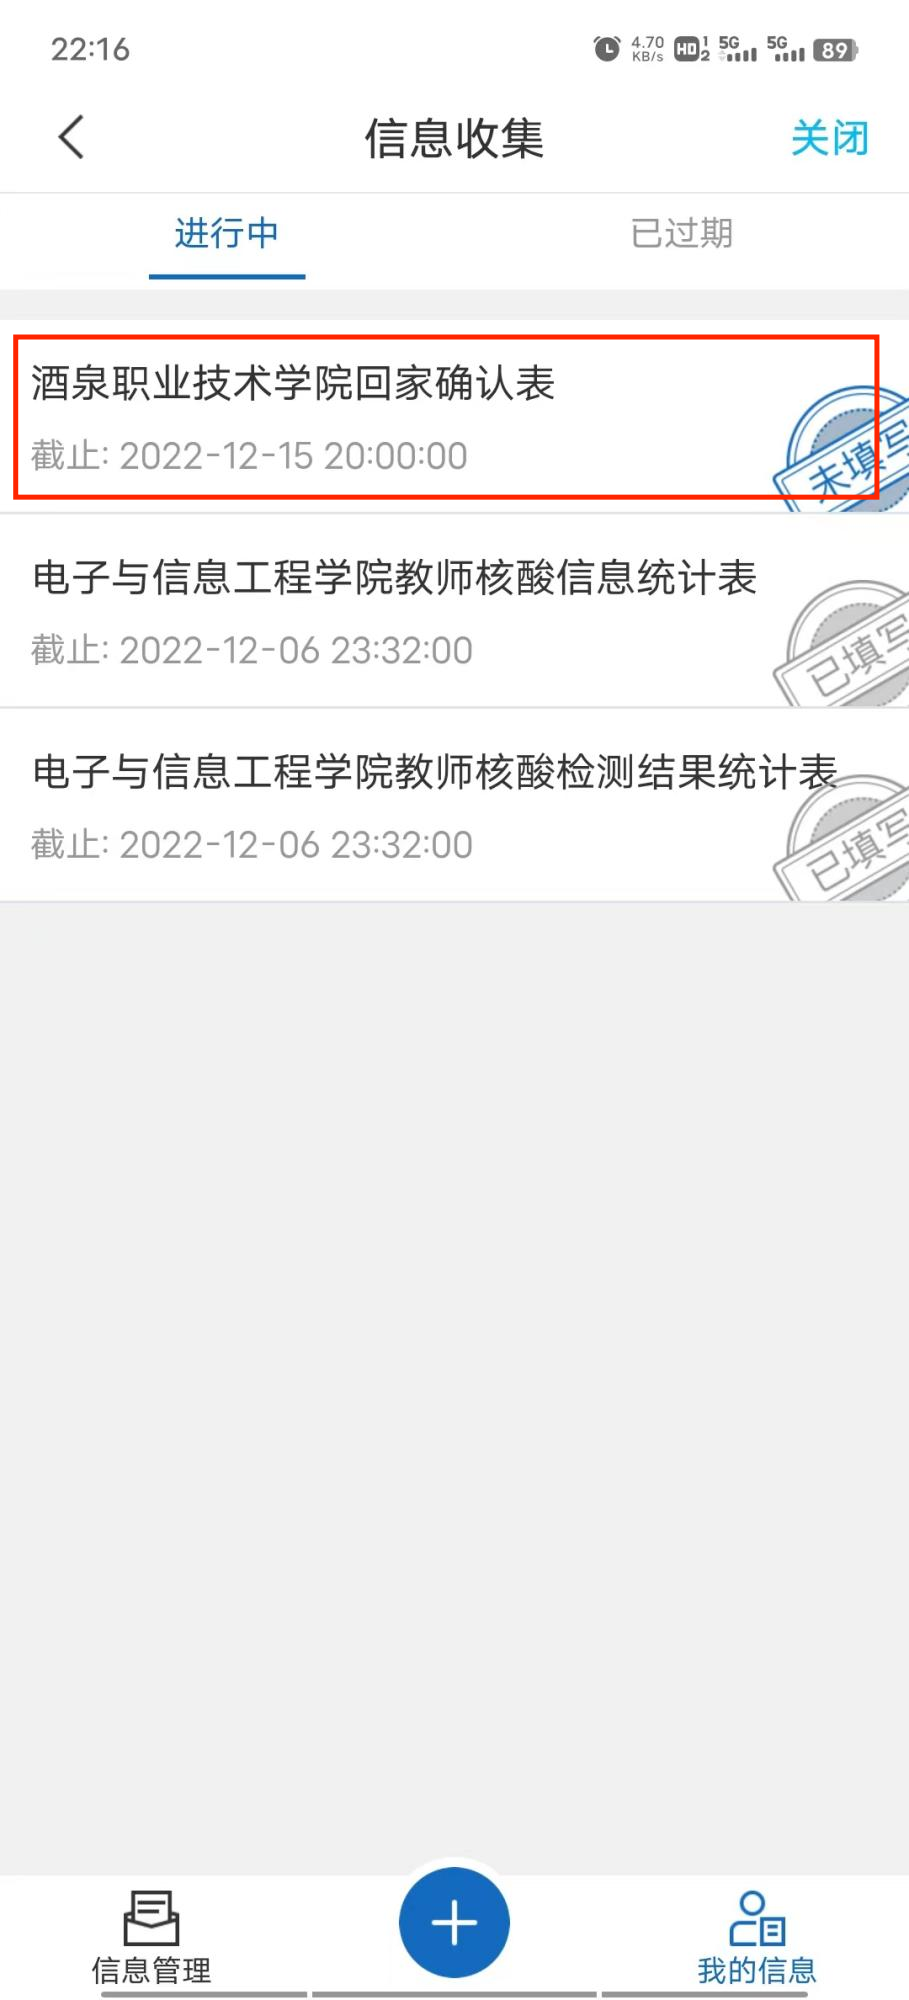 22:16
4.70 KB/s HD 1 2 5G 5G 89
信息收集
关闭
进行中
已过期
酒泉职业技术学院回家确认表
截止: 2022-12-15 20:00:00
未填写
电子与信息工程学院教师核酸信息统计表
截止: 2022-12-06 23:32:00
已填写
电子与信息工程学院教师核酸检测结果统计表
截止: 2022-12-06 23:32:00
已填写
信息管理
我的信息